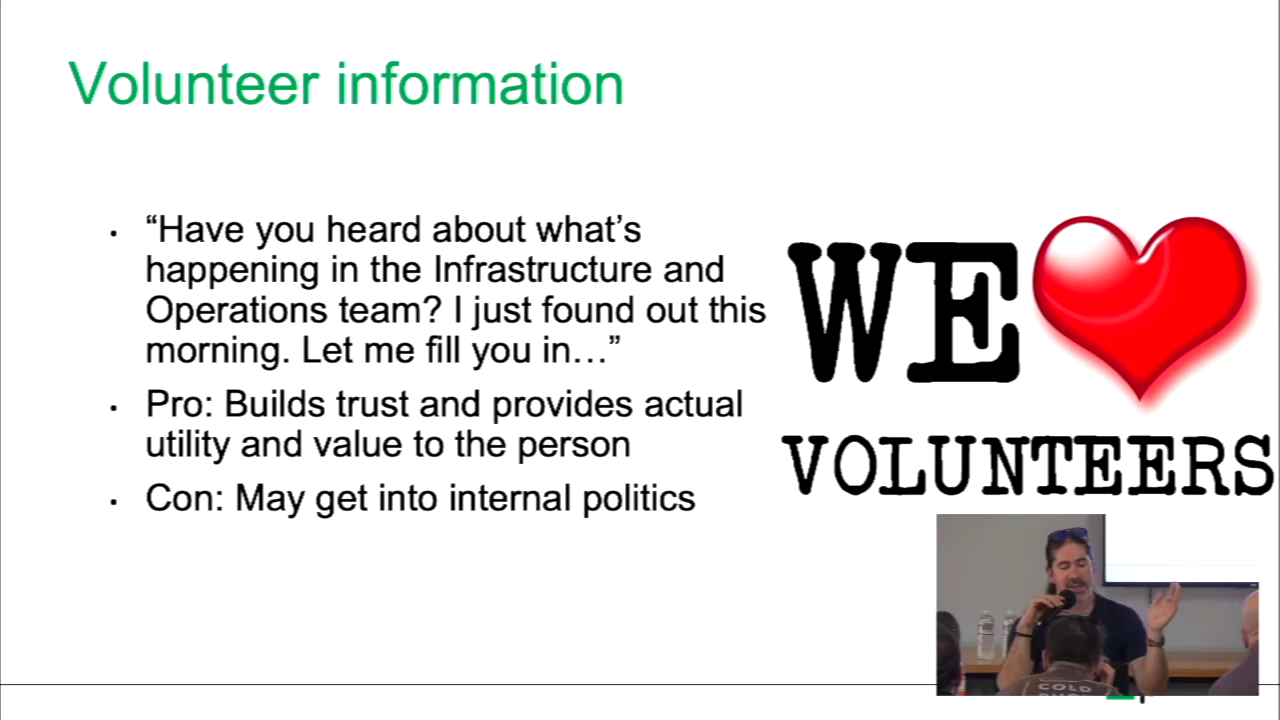 Volunteer information
“Have you heard about what’s
happening in the Infrastructure and
Operations team? I just found out this
morning. Let me fill you in…”
Pro: Builds trust and provides actual
utility and value to the person
Con: May get into internal politics
WE
VOLUNTEERS
COLD